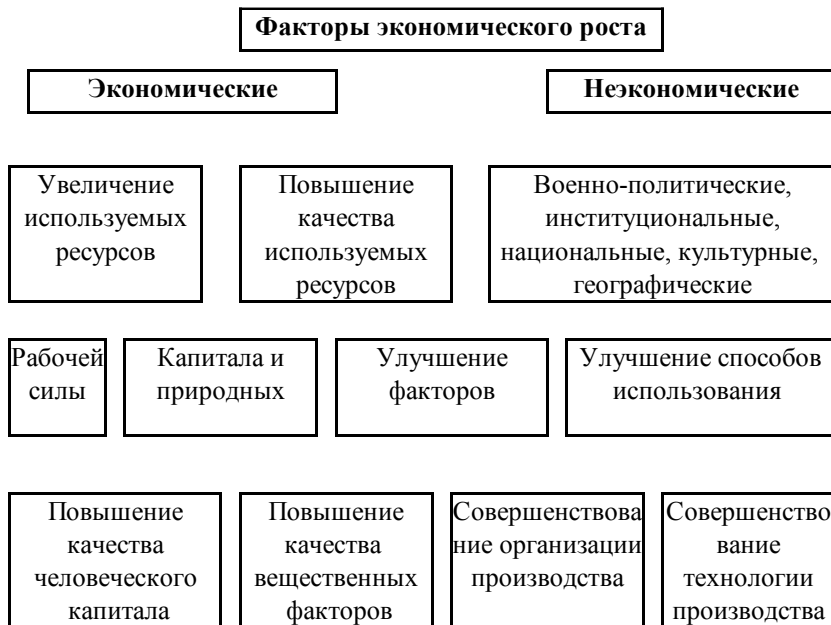 Факторы экономического роста
Экономические
Неэкономические
Увеличение
используемых
ресурсов
Повышение
качества
используемых
ресурсов
Военно-политические,
институциональные,
национальные, культурные,
географические
Рабочей
силы
Капитала и
природных
Улучшение
факторов
Улучшение способов
использования
Повышение
качества
человеческого
капитала
Повышение
качества
вещественных
факторов
Совершенствова
ние организации
производства
Совершенство
вание
технологии
производства